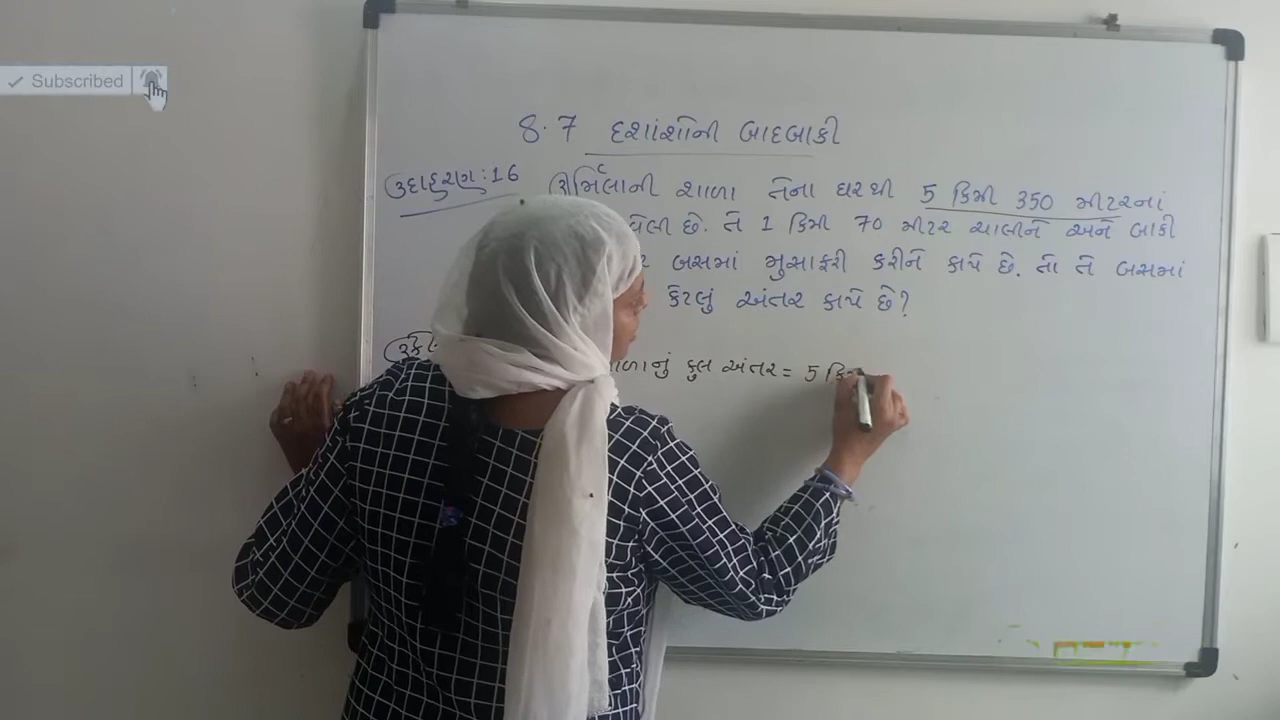 Subscribed
8.7 દશાંશોની બાદબાકી
ઉદાહરણ:16 ઊર્મિલાની શાળા તેના ઘરથી 5 કિમી 350 મીટરનાં
છે. તે 1 કિમી 70 મીટર ચાલીને અને બાકી
બસમાં મુસાફરી કરીને કાપે છે. તો તે બસમાં
કેટલું અંતર કાપે છે?
કુલ અંતર = 5